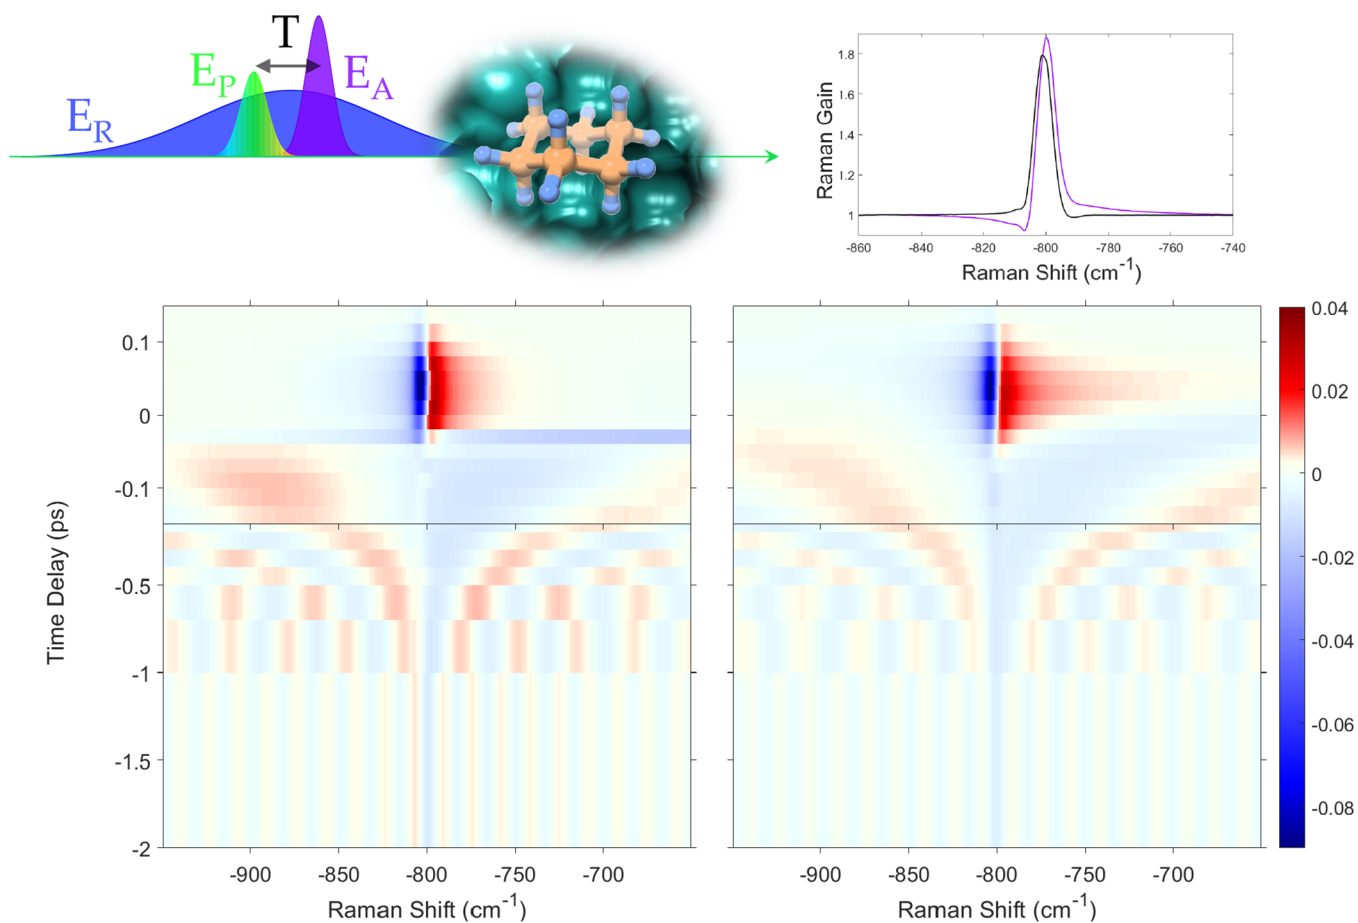 T
E_P
E_A
E_R
Raman Gain
1.8
1.6
1.4
1.2
1
-860 -840 -820 -800 -780 -760 -740
Raman Shift (cm⁻¹)
Time Delay (ps)
0.1
0
-0.1
-0.5
-1
-1.5
-2
-900 -850 -800 -750 -700
Raman Shift (cm⁻¹)
-900 -850 -800 -750 -700
Raman Shift (cm⁻¹)
0.04
0.02
0
-0.02
-0.04
-0.06
-0.08